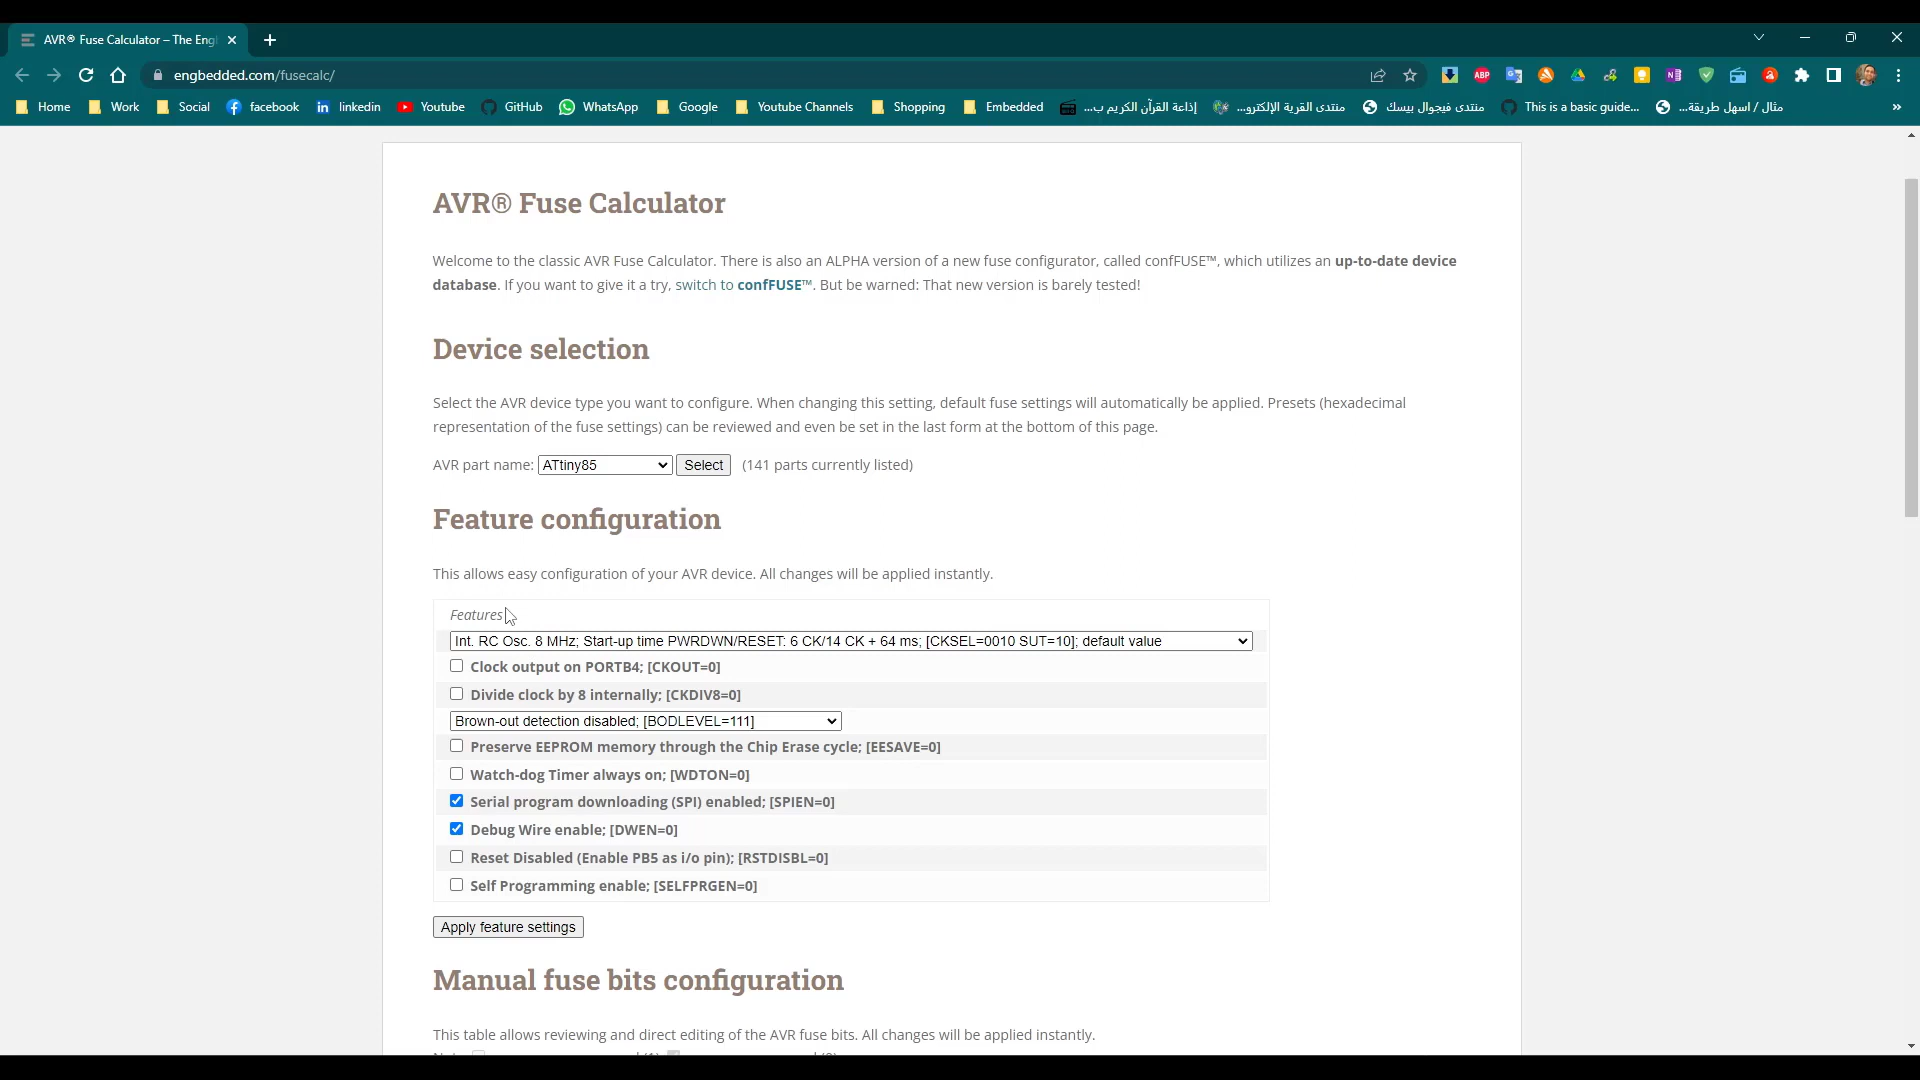 AVR® Fuse Calculator – The Eng
engbedded.com/fusecalc/
ABP
Home Work Social facebook linkedin Youtube GitHub WhatsApp Google Youtube Channels Shopping Embedded إذاعة القرآن الكريم ب... منتدى القرية الإلكترو... منتدى فيجوال بيسك This is a basic guide... مثال / اسهل طريقة... »
AVR® Fuse Calculator
Welcome to the classic AVR Fuse Calculator. There is also an ALPHA version of a new fuse configurator, called confFUSE™, which utilizes an up-to-date device
database. If you want to give it a try, switch to confFUSE™. But be warned: That new version is barely tested!
Device selection
Select the AVR device type you want to configure. When changing this setting, default fuse settings will automatically be applied. Presets (hexadecimal
representation of the fuse settings) can be reviewed and even be set in the last form at the bottom of this page.
AVR part name: ATtiny85 Select (141 parts currently listed)
Feature configuration
This allows easy configuration of your AVR device. All changes will be applied instantly.
Features
Int. RC Osc. 8 MHz; Start-up time PWRDWN/RESET: 6 CK/14 CK + 64 ms; [CKSEL=0010 SUT=10]; default value
Clock output on PORTB4; [CKOUT=0]
Divide clock by 8 internally; [CKDIV8=0]
Brown-out detection disabled; [BODLEVEL=111]
Preserve EEPROM memory through the Chip Erase cycle; [EESAVE=0]
Watch-dog Timer always on; [WDTON=0]
Serial program downloading (SPI) enabled; [SPIEN=0]
Debug Wire enable; [DWEN=0]
Reset Disabled (Enable PB5 as i/o pin); [RSTDISBL=0]
Self Programming enable; [SELFPRGEN=0]
Apply feature settings
Manual fuse bits configuration
This table allows reviewing and direct editing of the AVR fuse bits. All changes will be applied instantly.